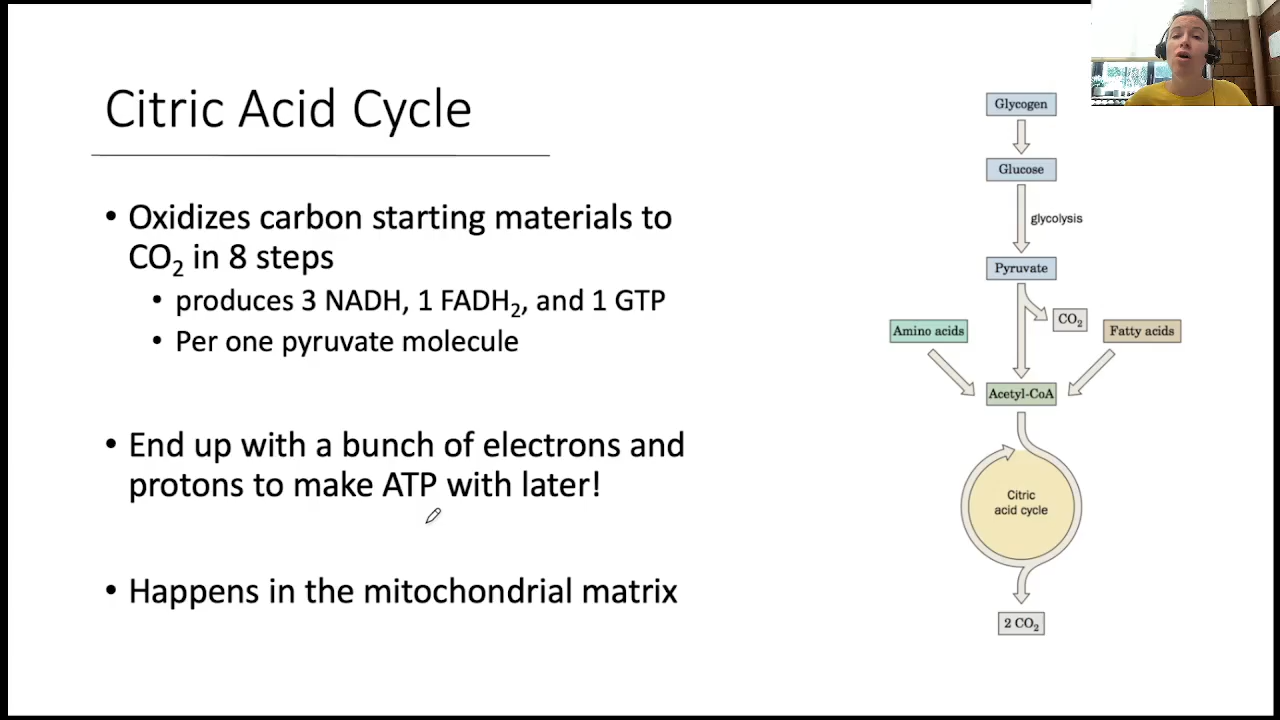 Citric Acid Cycle
• Oxidizes carbon starting materials to
CO₂ in 8 steps
• produces 3 NADH, 1 FADH₂, and 1 GTP
• Per one pyruvate molecule
• End up with a bunch of electrons and
protons to make ATP with later!
• Happens in the mitochondrial matrix
Glycogen
Glucose
glycolysis
Pyruvate
CO₂
Amino acids
Fatty acids
Acetyl-CoA
Citric
acid cycle
2 CO₂